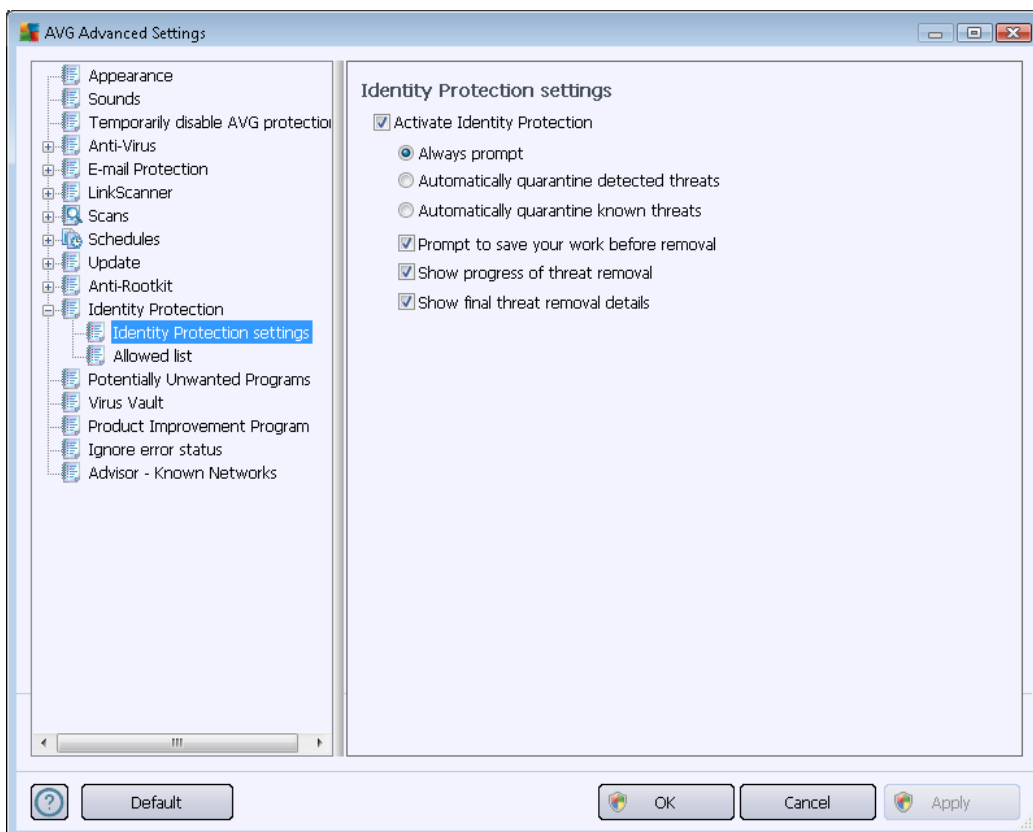 AVG Advanced Settings
Appearance
Sounds
Temporarily disable AVG protection
Anti-Virus
E-mail Protection
LinkScanner
Scans
Schedules
Update
Anti-Rootkit
Identity Protection
Identity Protection settings
Allowed list
Potentially Unwanted Programs
Virus Vault
Product Improvement Program
Ignore error status
Advisor - Known Networks
Identity Protection settings
Activate Identity Protection
Always prompt
Automatically quarantine detected threats
Automatically quarantine known threats
Prompt to save your work before removal
Show progress of threat removal
Show final threat removal details
?
Default
OK
Cancel
Apply